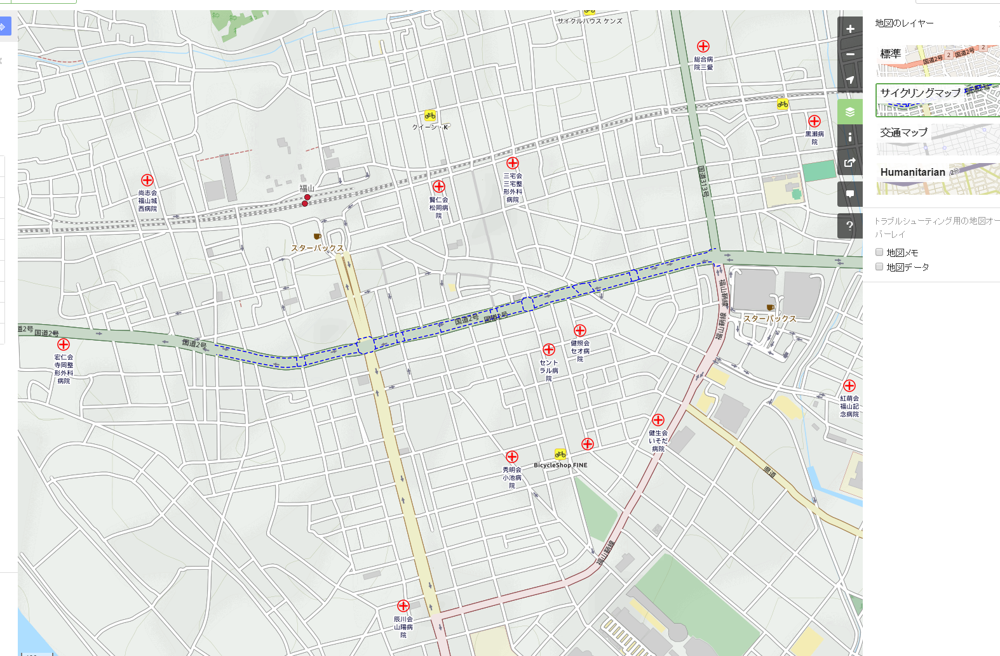 サイクルハウス ケンズ
総合病
院三愛
クイーン・K
黒瀬病
院
三宅会
三宅整
形外科
病院
国道313号
尚志会
福山城
西病院
福山
賢仁会
松岡病
院
スターバックス
福山鞆線
スターバックス
国道2号
国道2号
道2号
国道2号
国道2号
福山鞆線
健照会
セオ病
院
宏仁会
寺岡整
形外科
病院
セント
ラル病
院
紅萌会
福山記
念病院
健生会
いそだ
病院
BicycleShop FINE
秀明会
小池病
院
県道
福山鞆線
辰川会
山陽病
院
?
地図のレイヤー
標準
国道2号
2
国道2号
2
サイクリングマップ
交通マップ
Humanitarian
2号
トラブルシューティング用の地図オー
バーレイ
地図メモ
地図データ